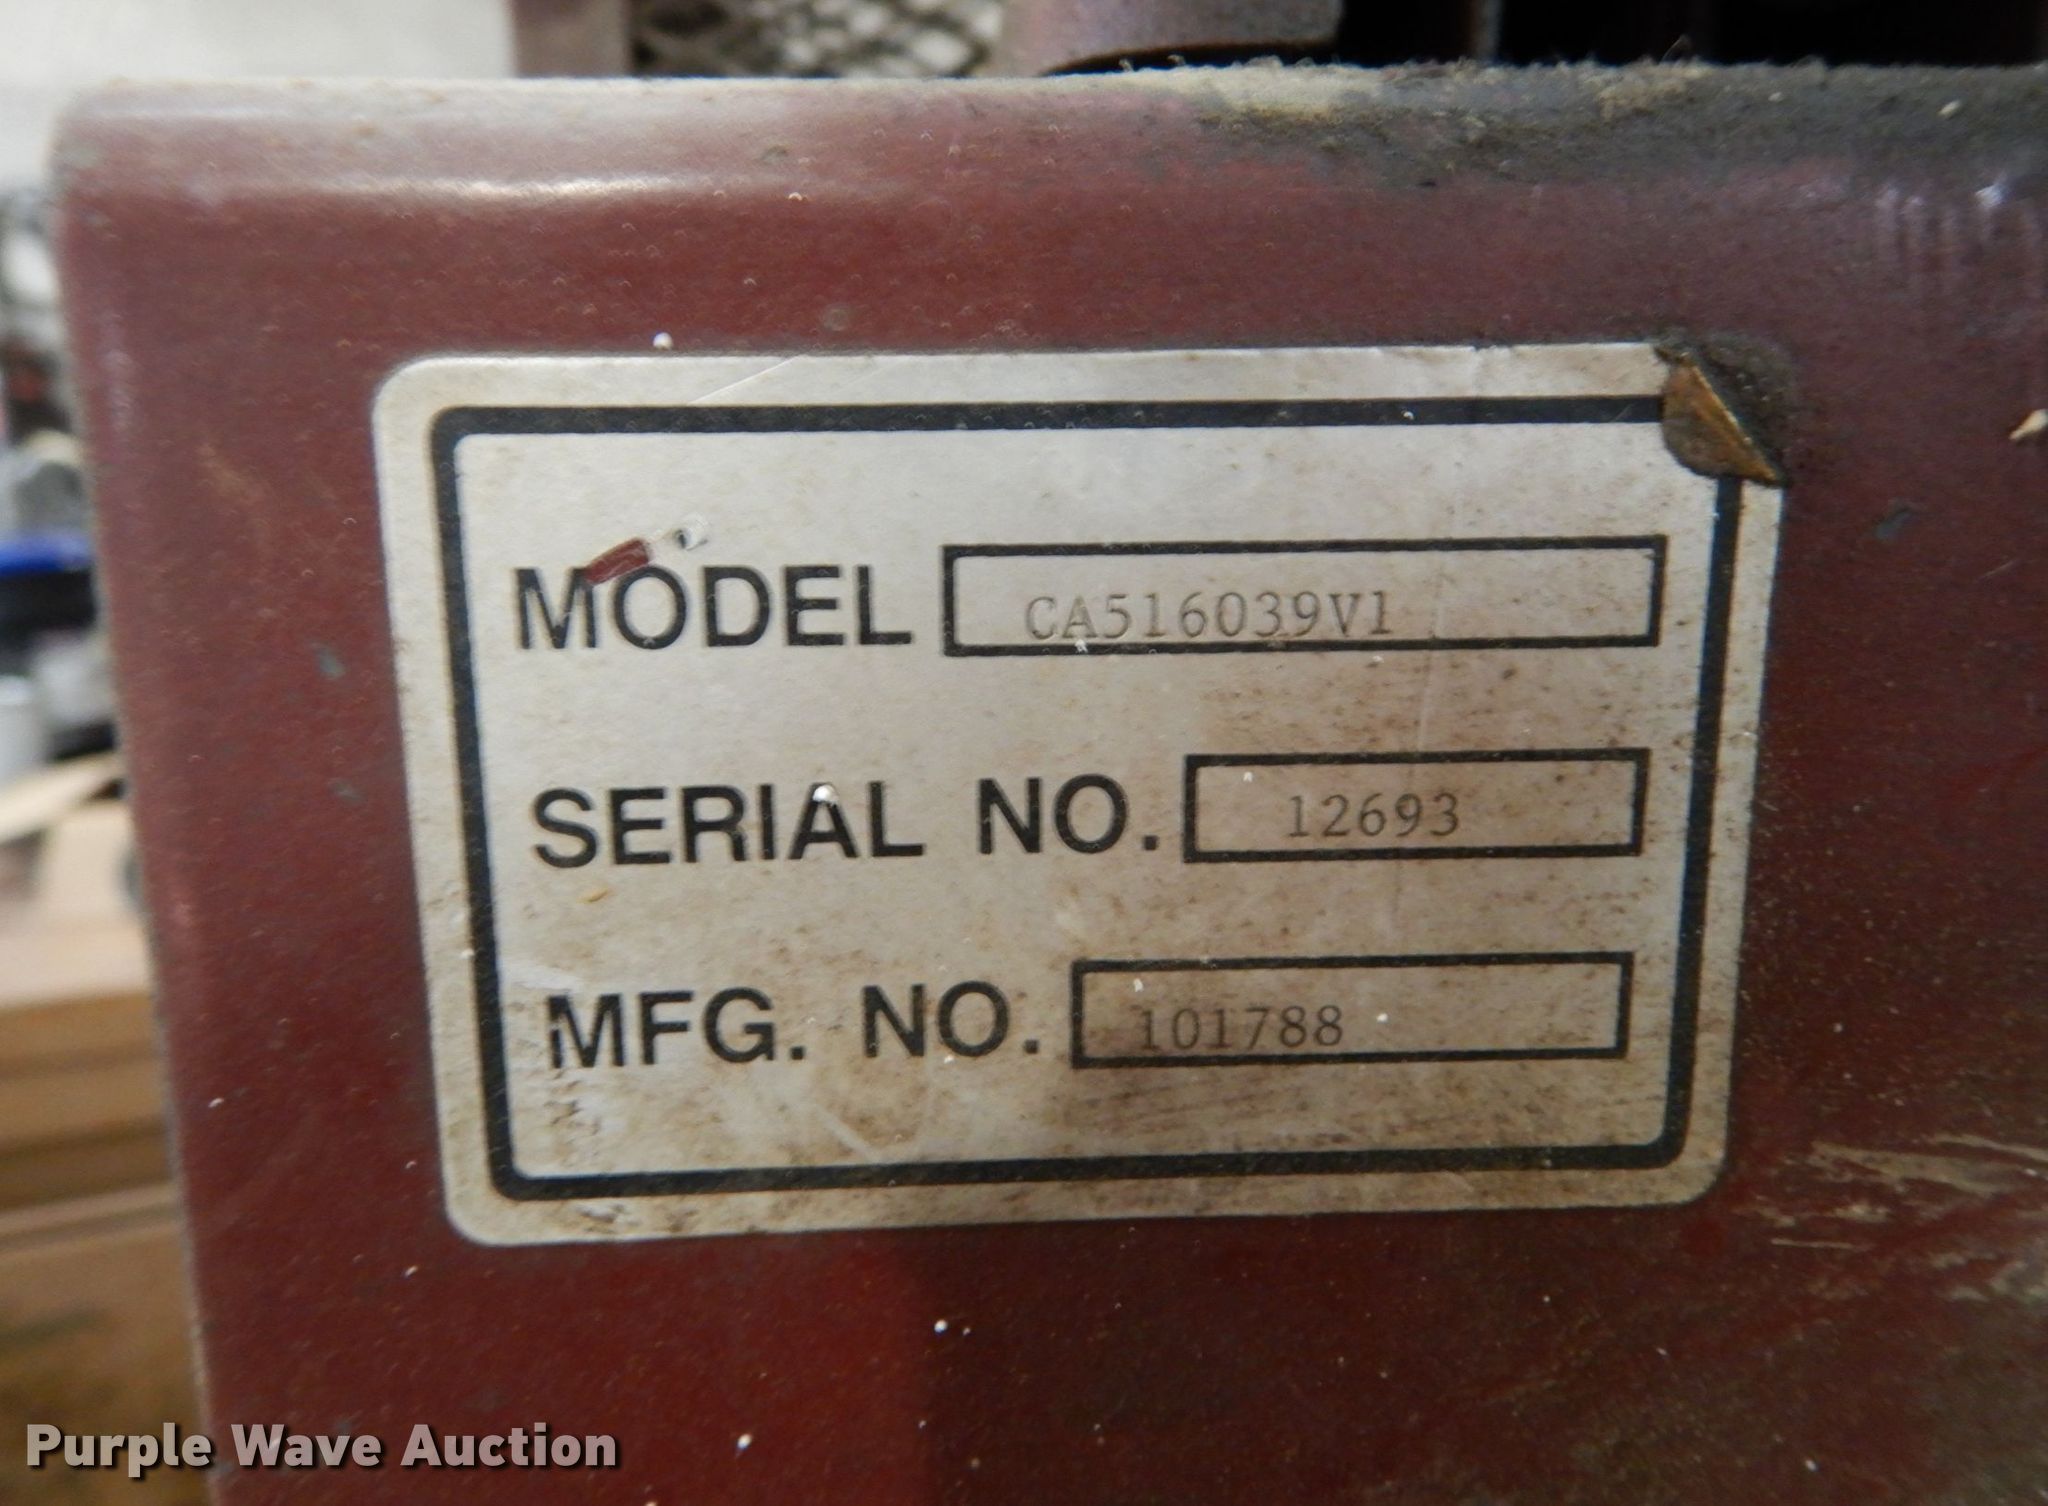 MODEL CA516039V1
SERIAL NO. 12693
MFG. NO. 101788
Purple Wave Auction